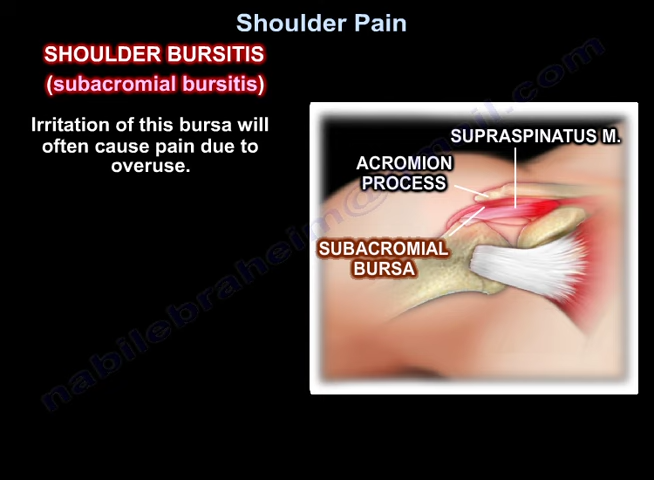 Shoulder Pain
SHOULDER BURSITIS
(subacromial bursitis)
Irritation of this bursa will
often cause pain due to
overuse.
SUPRASPINATUS M.
ACROMION
PROCESS
SUBACROMIAL
BURSA
nabilebraheim@gmail.com